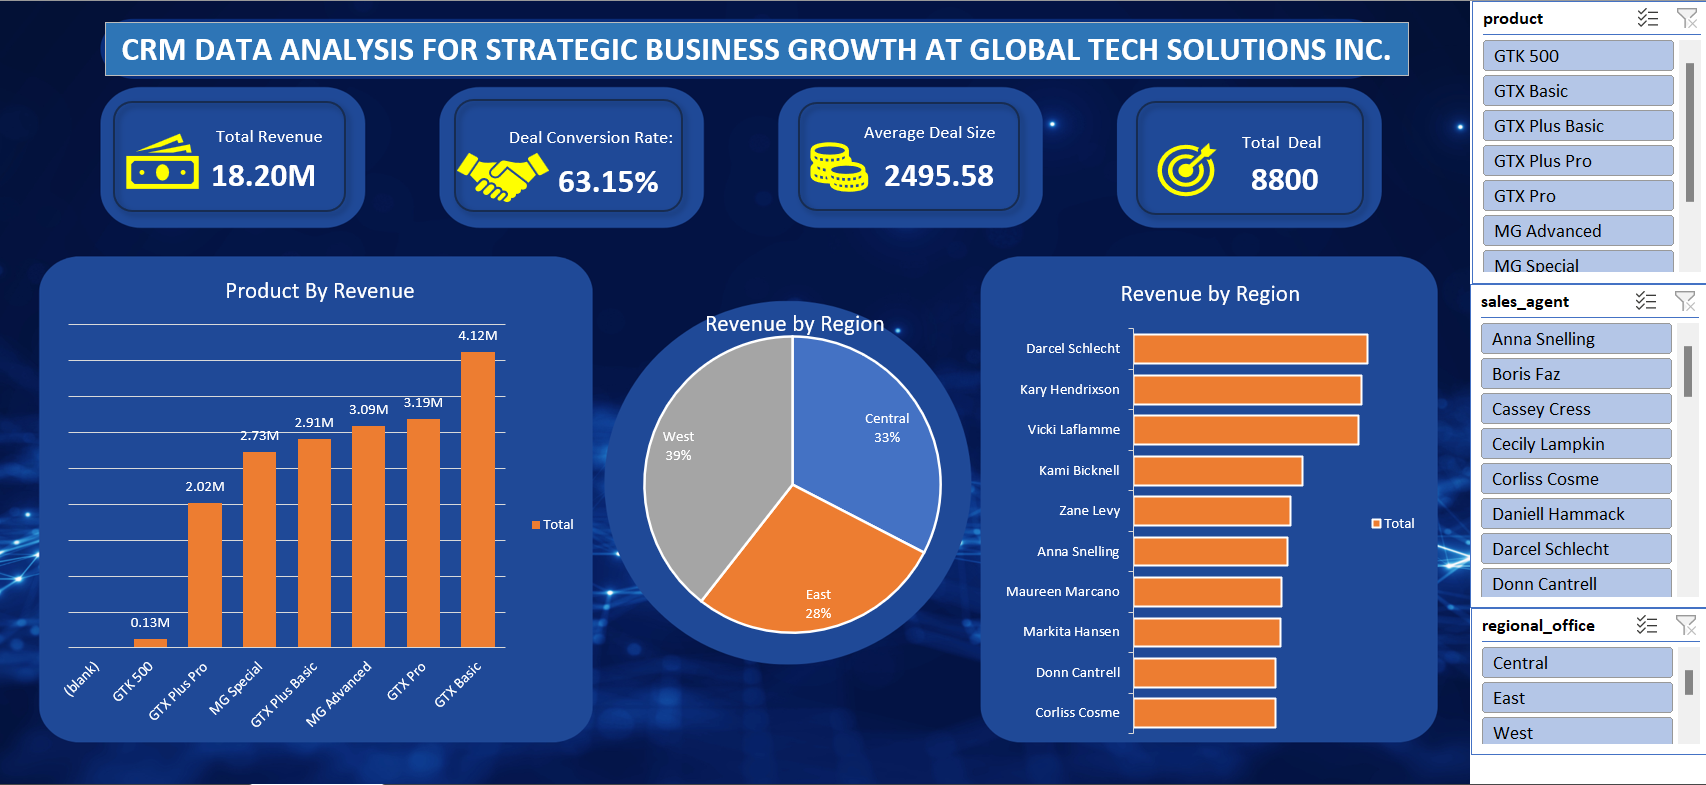 CRM DATA ANALYSIS FOR STRATEGIC BUSINESS GROWTH AT GLOBAL TECH SOLUTIONS INC.
Total Revenue
18.20M
Deal Conversion Rate:
63.15%
Average Deal Size
2495.58
Total Deal
8800
Product By Revenue
4.12M
3.19M
3.09M
2.91M
2.73M
2.02M
0.13M
Total
(blank)
GTK 500
GTX Plus Pro
MG Special
GTX Plus Basic
MG Advanced
GTX Pro
GTX Basic
Revenue by Region
Central
33%
West
39%
East
28%
Revenue by Region
Darcel Schlecht
Kary Hendrixson
Vicki Laflamme
Kami Bicknell
Zane Levy
Anna Snelling
Maureen Marcano
Markita Hansen
Donn Cantrell
Corliss Cosme
Total
product
GTK 500
GTX Basic
GTX Plus Basic
GTX Plus Pro
GTX Pro
MG Advanced
MG Special
sales_agent
Anna Snelling
Boris Faz
Cassey Cress
Cecily Lampkin
Corliss Cosme
Daniell Hammack
Darcel Schlecht
Donn Cantrell
regional_office
Central
East
West